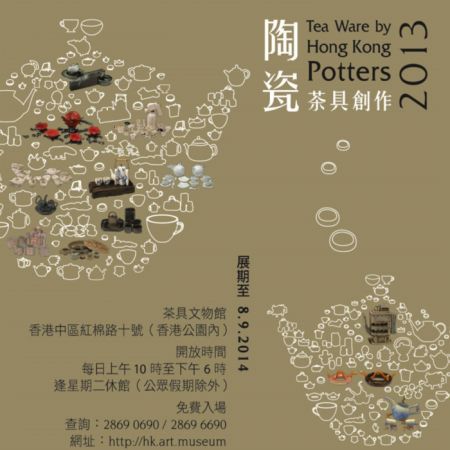 陶瓷
茶具創作
Tea Ware by
Hong Kong
Potters
2013
展期至 8.9.2014
茶具文物館
香港中區紅棉路十號（香港公園內）
開放時間
每日上午 10 時至下午 6 時
逢星期二休館（公眾假期除外）
免費入場
查詢：2869 0690 / 2869 6690
網址：http://hk.art.museum